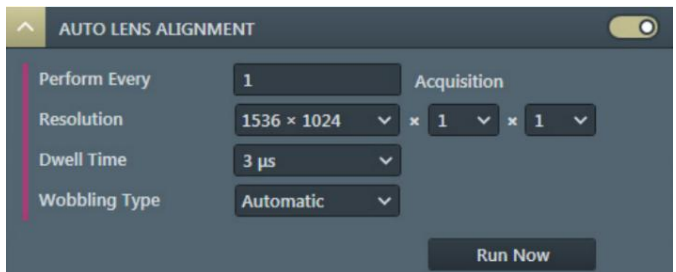 AUTO LENS ALIGNMENT
Perform Every 1 Acquisition
Resolution 1536 × 1024 × 1 × 1
Dwell Time 3 µs
Wobbling Type Automatic
Run Now